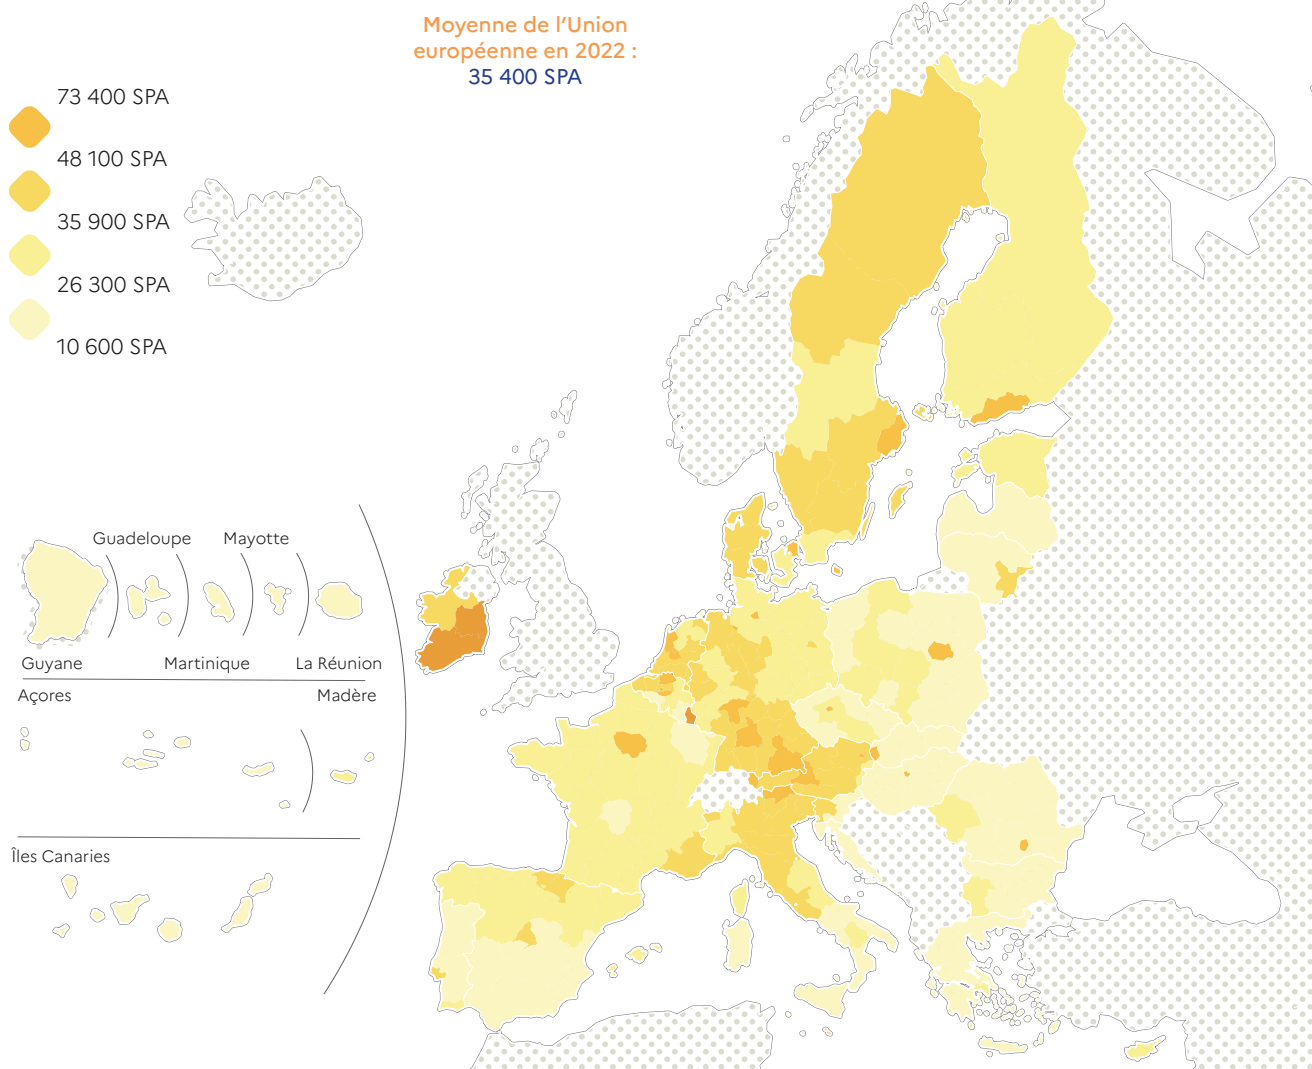 Moyenne de l’Union
européenne en 2022 :
35 400 SPA
73 400 SPA
48 100 SPA
35 900 SPA
26 300 SPA
10 600 SPA
Guadeloupe
Mayotte
Guyane
Martinique
La Réunion
Açores
Madère
Îles Canaries